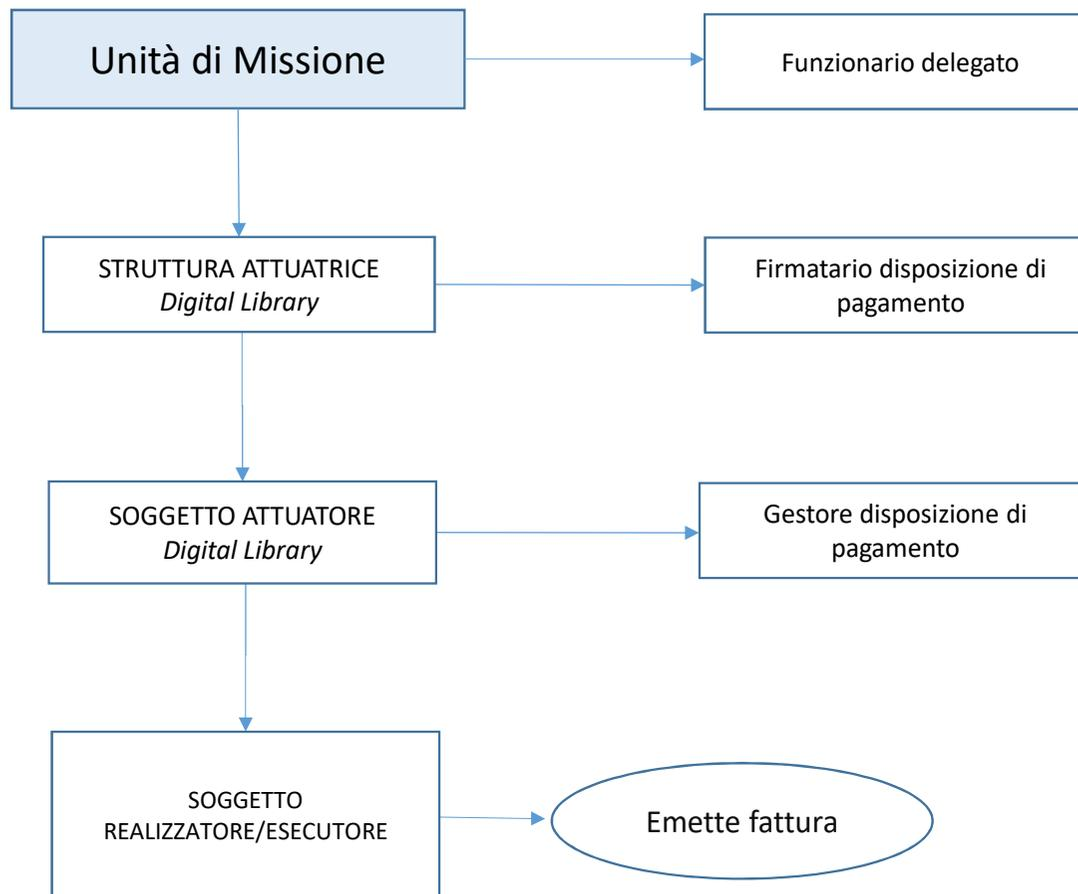 Unità di Missione
Funzionario delegato
STRUTTURA ATTUATRICE
Digital Library
Firmatario disposizione di
pagamento
SOGGETTO ATTUATORE
Digital Library
Gestore disposizione di
pagamento
SOGGETTO
REALIZZATORE/ESECUTORE
Emette fattura